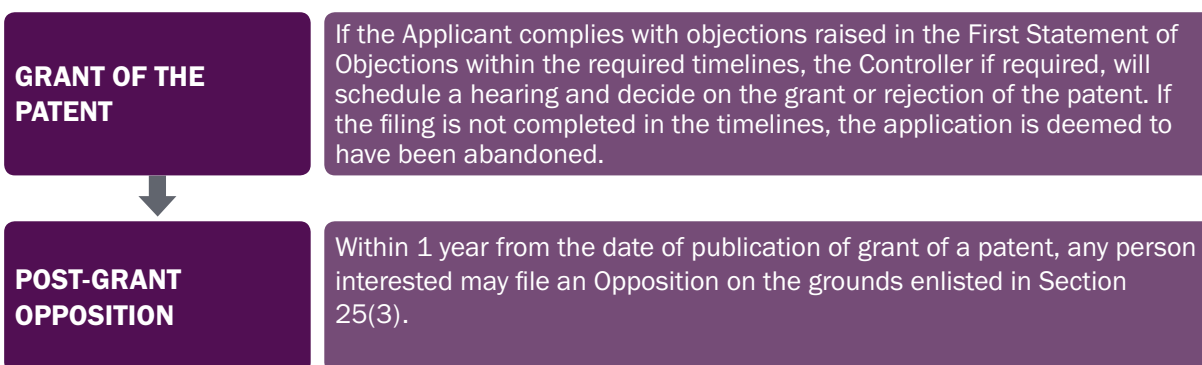 GRANT OF THE
PATENT
If the Applicant complies with objections raised in the First Statement of
Objections within the required timelines, the Controller if required, will
schedule a hearing and decide on the grant or rejection of the patent. If
the filing is not completed in the timelines, the application is deemed to
have been abandoned.
POST-GRANT
OPPOSITION
Within 1 year from the date of publication of grant of a patent, any person
interested may file an Opposition on the grounds enlisted in Section
25(3).